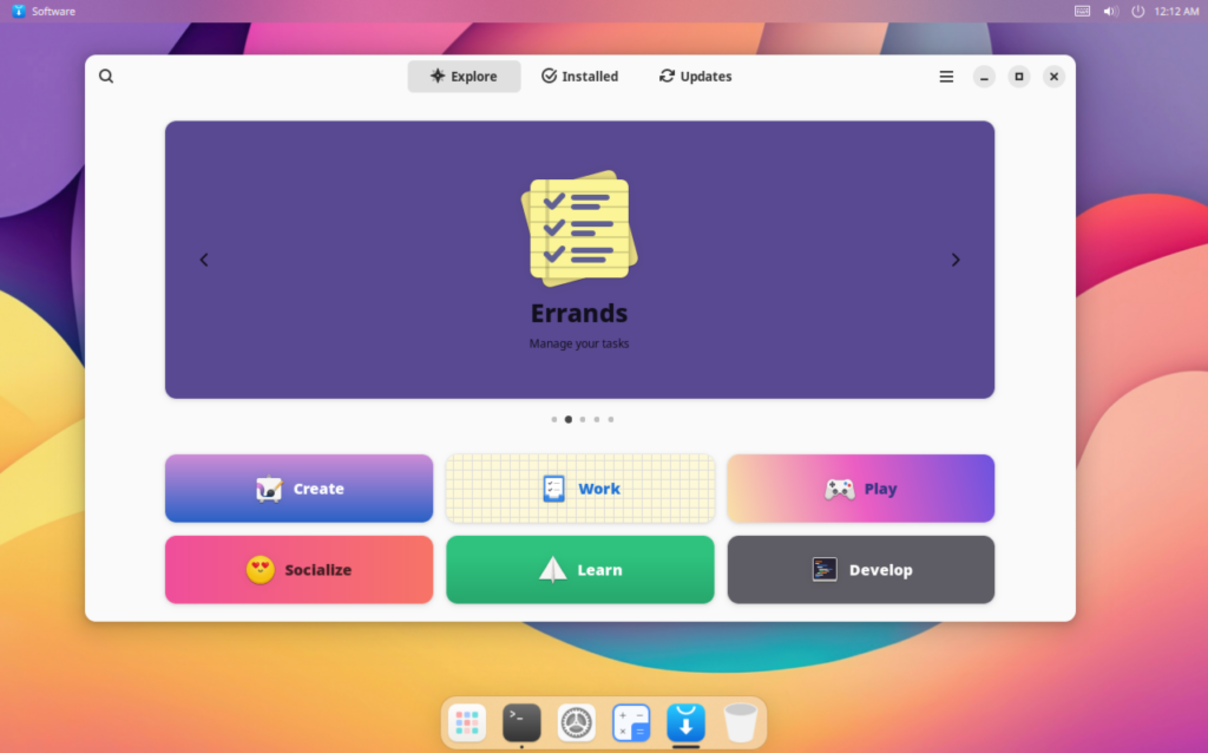 Software
12:12 AM
Explore
Installed
Updates
Errands
Manage your tasks
Create
Work
Play
Socialize
Learn
Develop